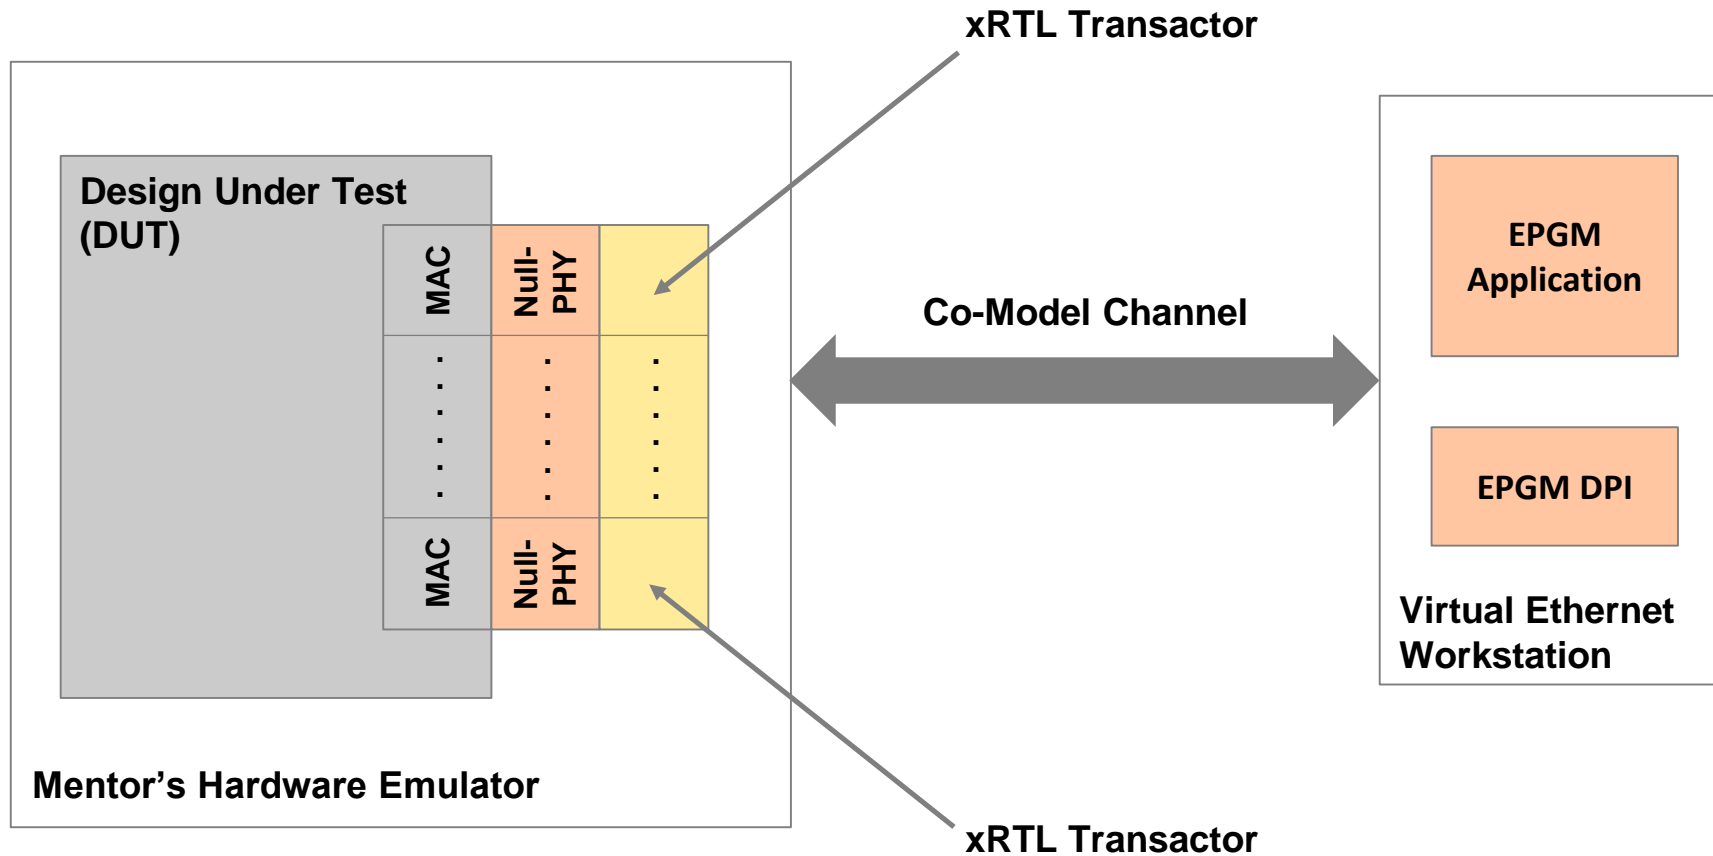 xRTL Transactor
Design Under Test
(DUT)
MAC
Null-
PHY
EPGM
Application
Co-Model Channel
. . . . . .
. . . . . .
. . . . . .
EPGM DPI
MAC
Null-
PHY
Virtual Ethernet
Workstation
Mentor’s Hardware Emulator
xRTL Transactor